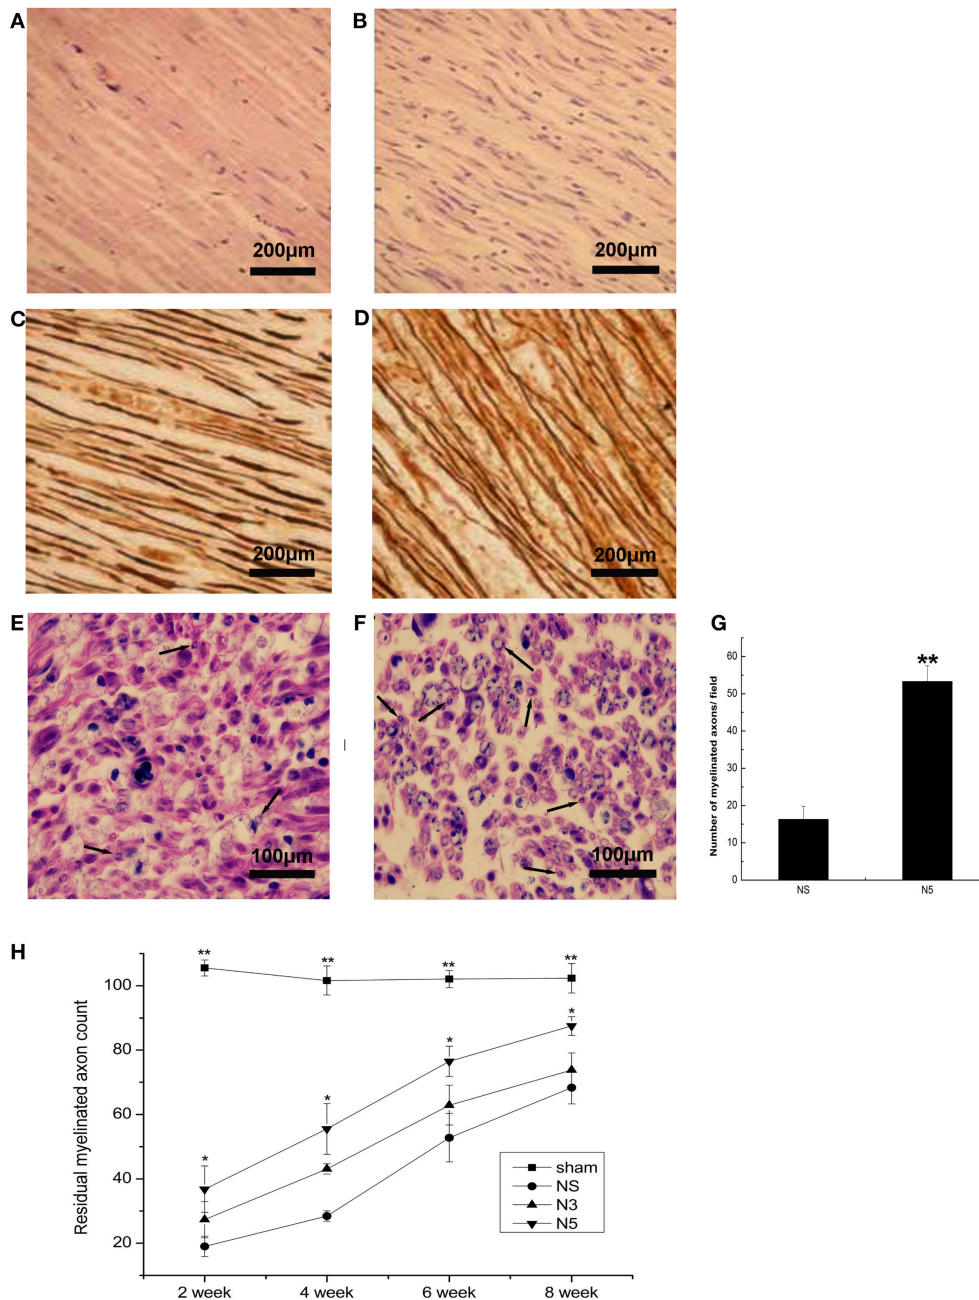 A
B
200μm
200μm
C
D
200μm
200μm
E
F
G
100μm
100μm
Number of myelinated axons/ field
60
50
40
30
20
10
0
**
NS
N5
H
Residual myelinated axon count
100
80
60
40
20
** ** ** **
* * * *
sham
NS
N3
N5
2 week 4 week 6 week 8 week